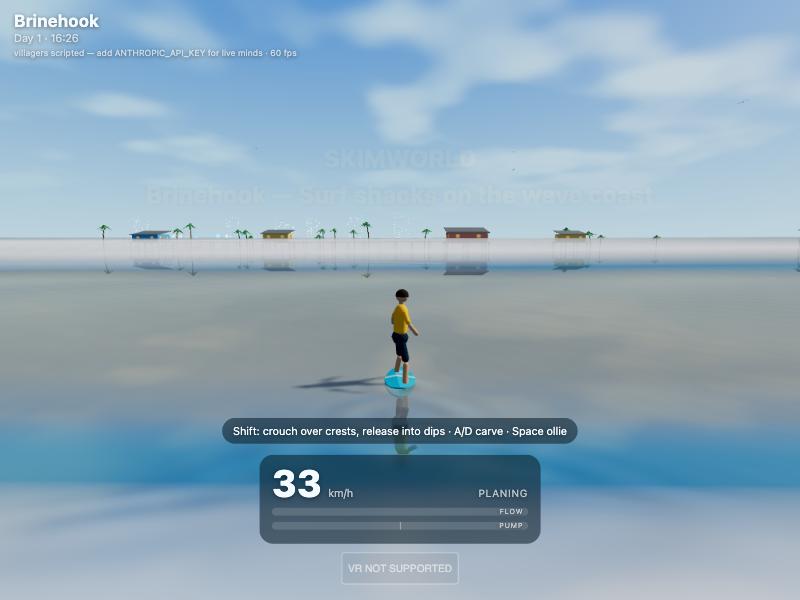 Brinehook
Day 1 · 16:26
villagers scripted — add ANTHROPIC_API_KEY for live minds · 60 fps
SKIMWORLD
Brinehook — Surf shacks on the wave coast
Shift: crouch over crests, release into dips · A/D carve · Space ollie
33 km/h PLANING
FLOW
PUMP
VR NOT SUPPORTED